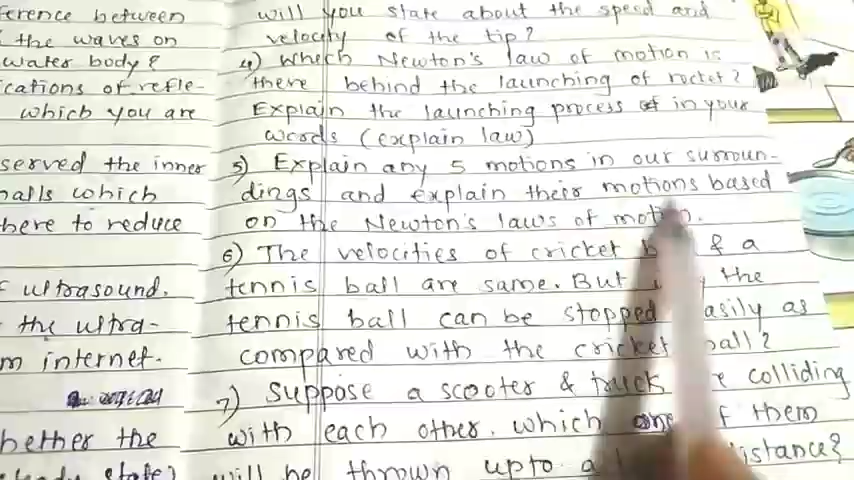 ference between
the waves on
water body?
cations of refle-
which you are
served the inner
halls which
here to reduce
ultrasound.
the ultra-
m internet.
hether the
state?
will you state about the speed and
velocity of the tip?
4) Which Newton's law of motion is
there behind the launching of rocket?
Explain the launching process of in your
words (explain law)
5) Explain any 5 motions in our surroun-
dings and explain their motions based
on the Newton's laws of motion.
6) The velocities of cricket & a
tennis ball are same. But the
tennis ball can be stopped easily as
compared with the cricket ball?
7) Suppose a scooter & truck colliding
with each other. which one of them
will be thrown upto a distance?